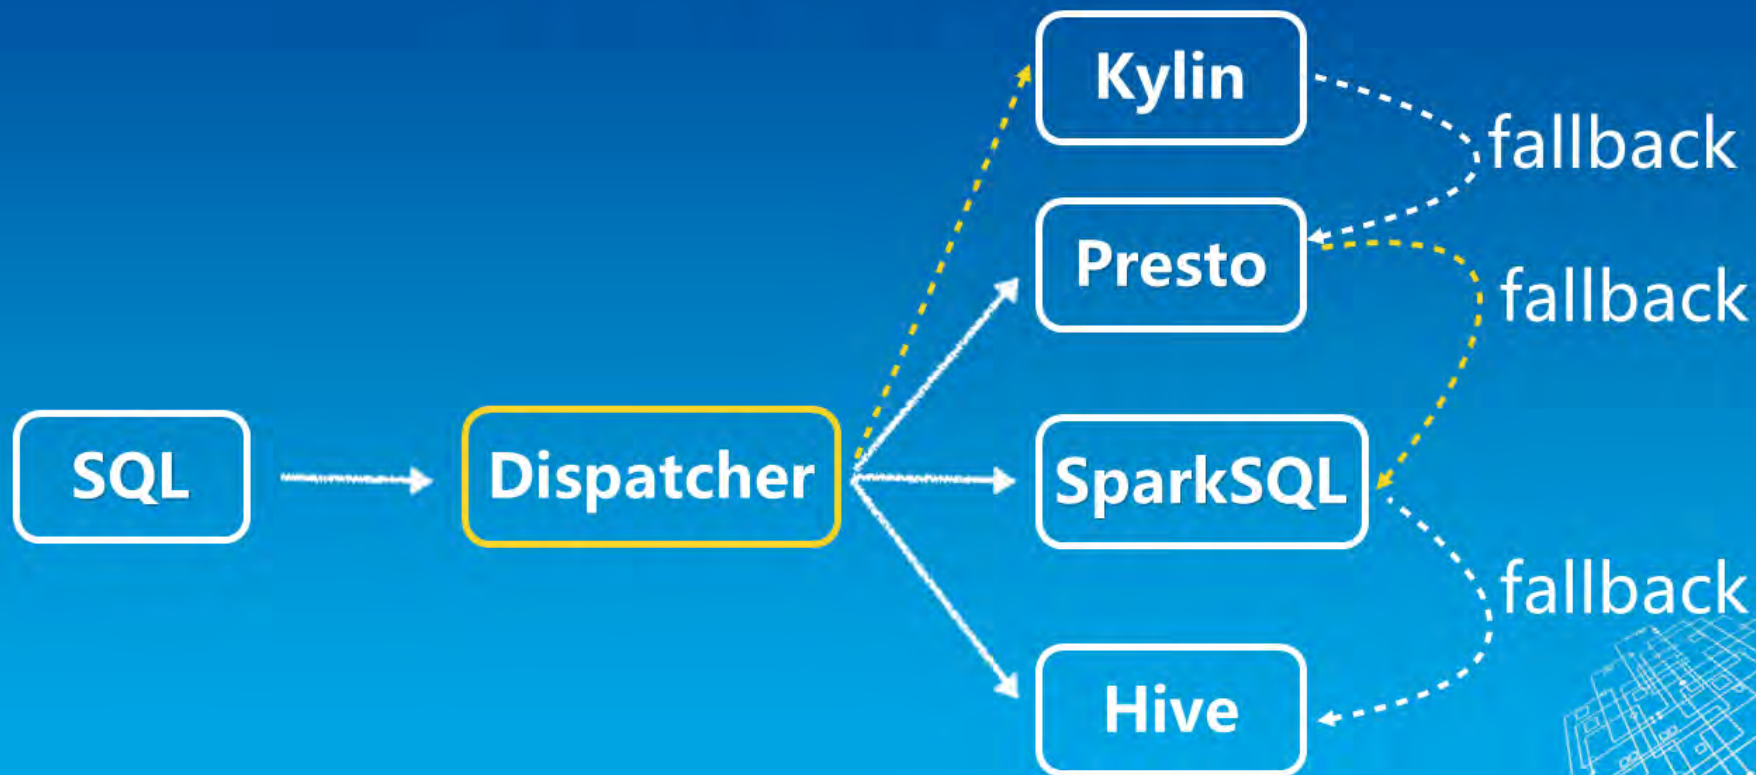 Kylin
fallback
Presto
fallback
SQL
Dispatcher
SparkSQL
fallback
Hive